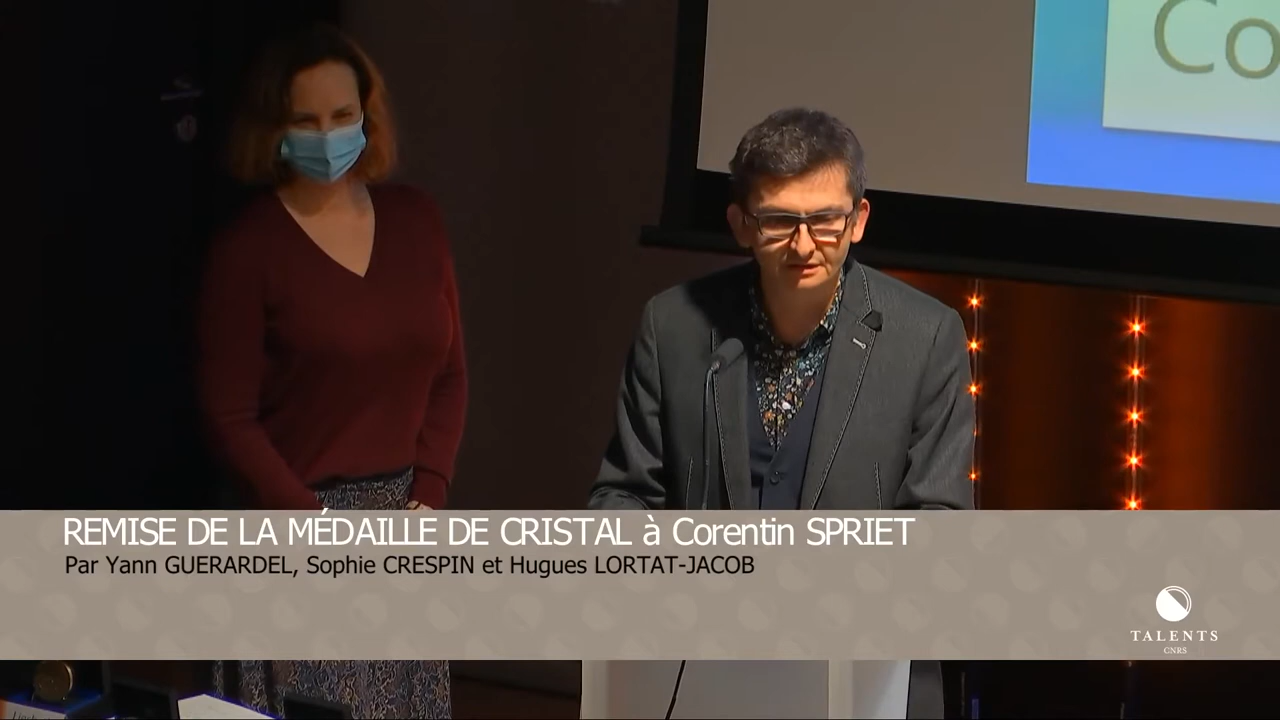 Co
REMISE DE LA MÉDAILLE DE CRISTAL à Corentin SPRIET
Par Yann GUERARDEL, Sophie CRESPIN et Hugues LORTAT-JACOB
TALENTS
CNRS